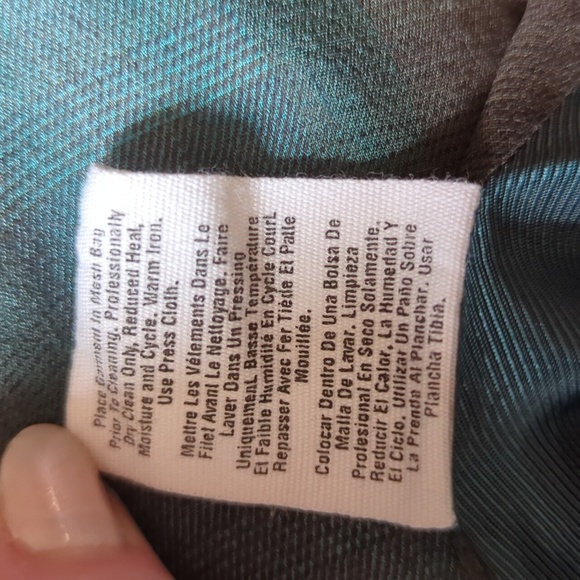 Place Garment In Mesh Bag
Prior To Cleaning, Professionally
Dry Clean Only, Reduced Heat,
Moisture and Cycle. Warm Iron.
Use Press Cloth.
Mettre Les Vétements Dans Le
Filet Avant Le Nettoyage. Faire
Laver Dans Un Pressing
Uniquement. Basse Température
Et Faible Humidité En Cycle Court.
Repasser Avec Fer Tiède Et Patte
Mouillée.
Colocar Dentro De Una Bolsa De
Malla De Lavar. Limpieza
Profesional En Seco Solamente.
Reducir El Calor, La Humedad Y
El Ciclo, Utilizar Un Paño Sobre
La Prenda Al Planchar. Usar
Plancha Tibia.